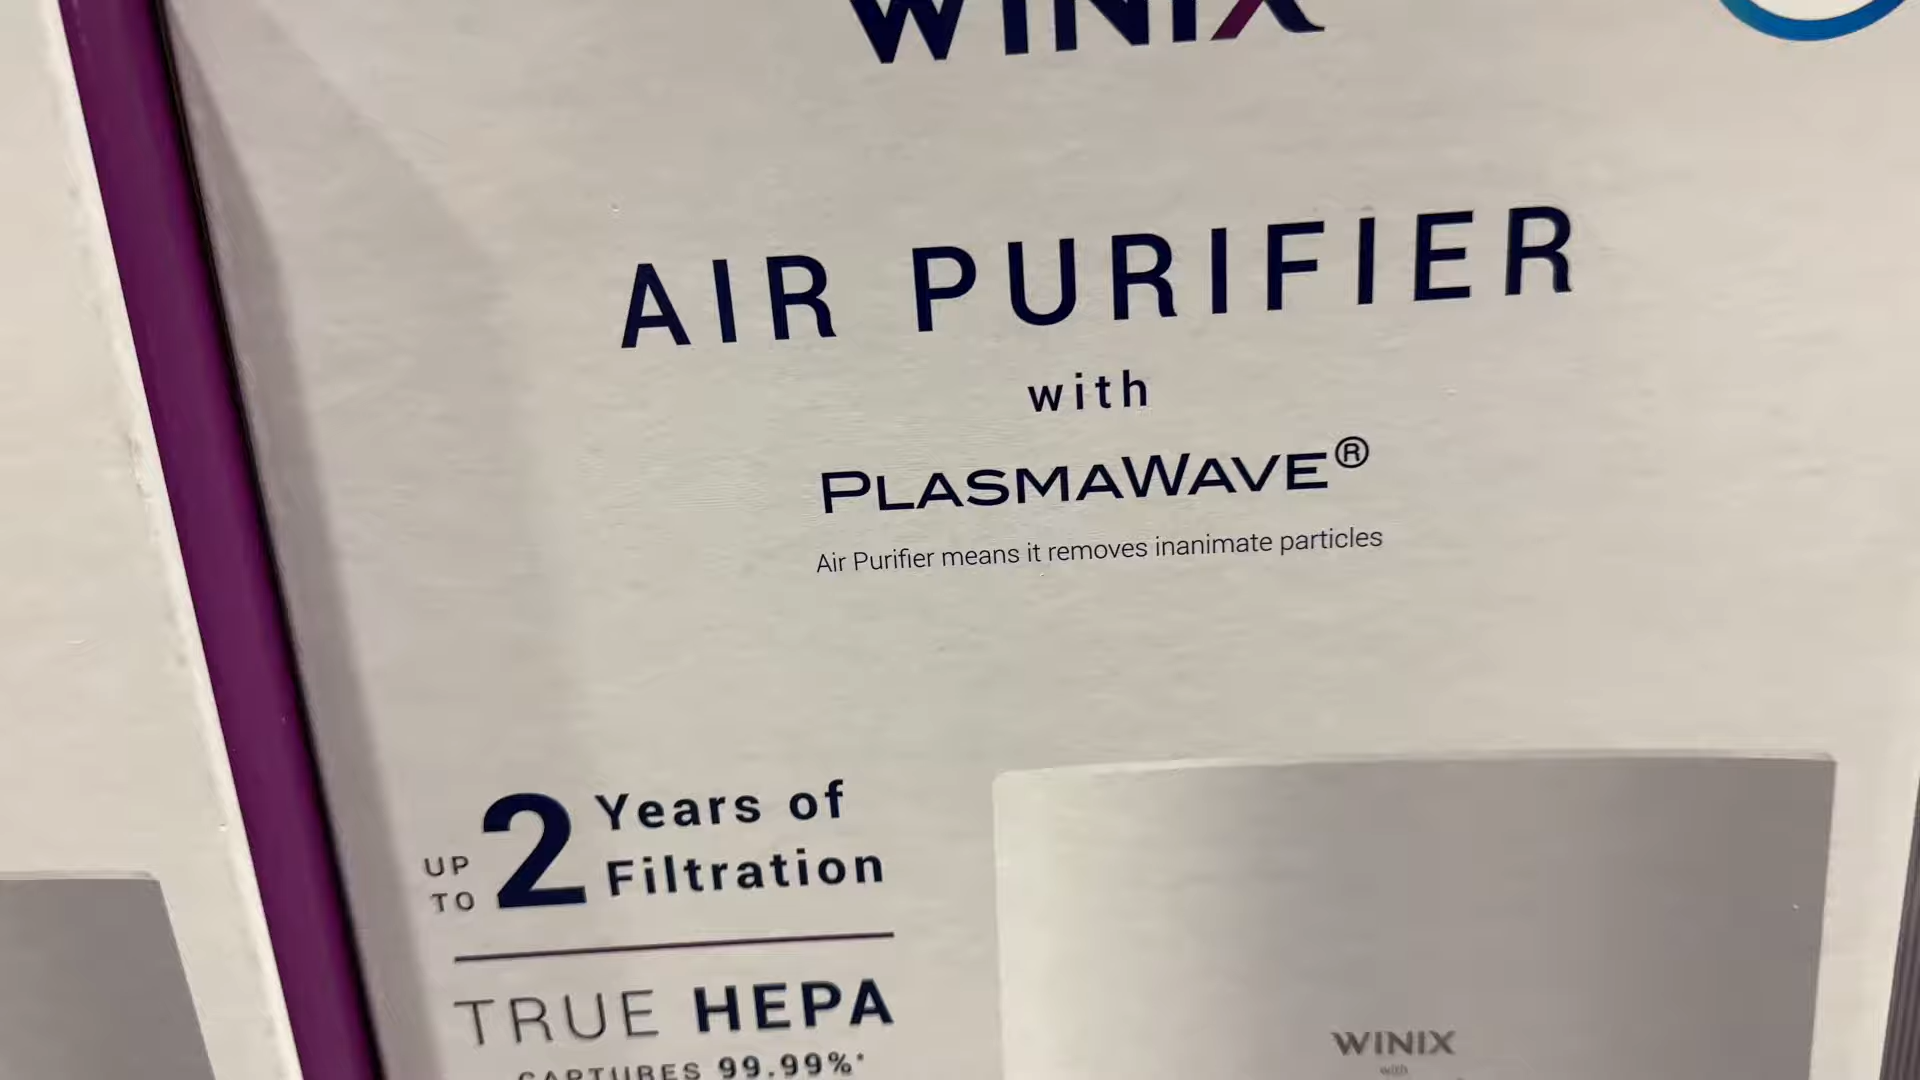 WINIX
AIR PURIFIER
with
PLASMAWAVE®
Air Purifier means it removes inanimate particles
UP TO 2 Years of
Filtration
TRUE HEPA
CAPTURES 99.99%*
WINIX
with